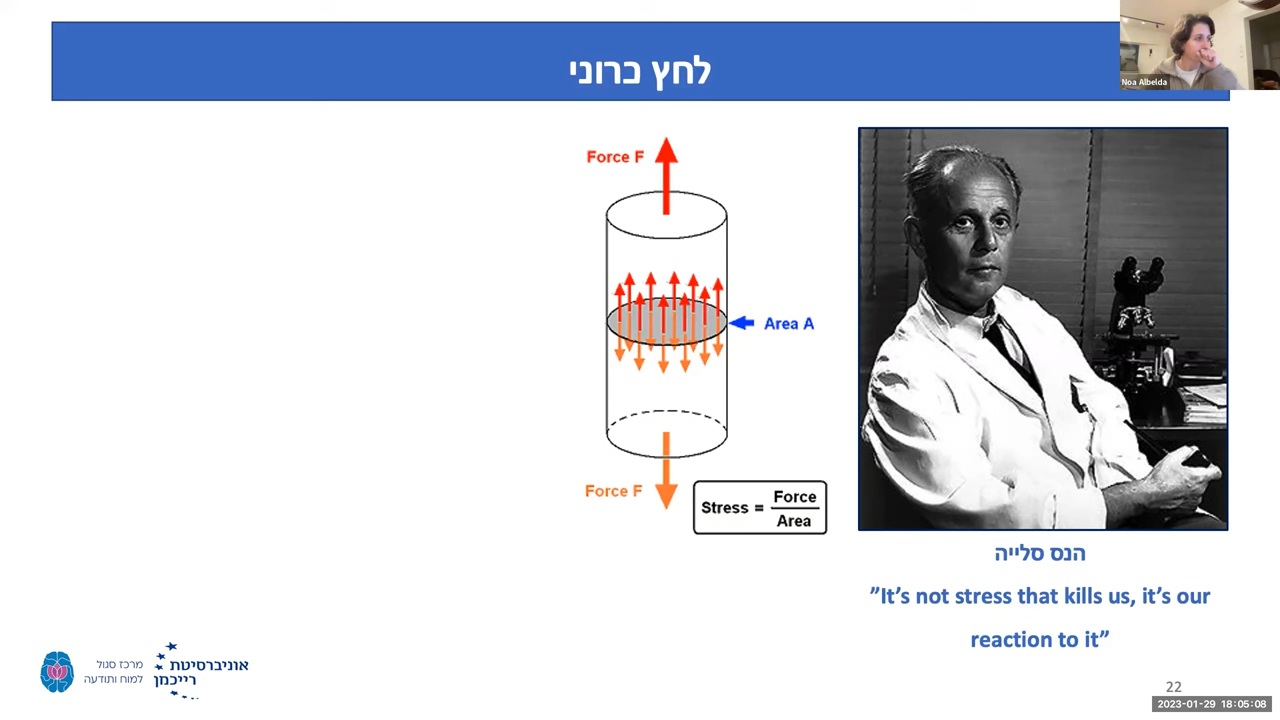 לחץ כרוני
Noa Albelda
Force F
Area A
Force F
Stress = Force
Area
הנס סלייה
”It’s not stress that kills us, it’s our
reaction to it”
מרכז סגול
למוח ותודעה
אוניברסיטת
רייכמן
22
2023-01-29 18:05:08